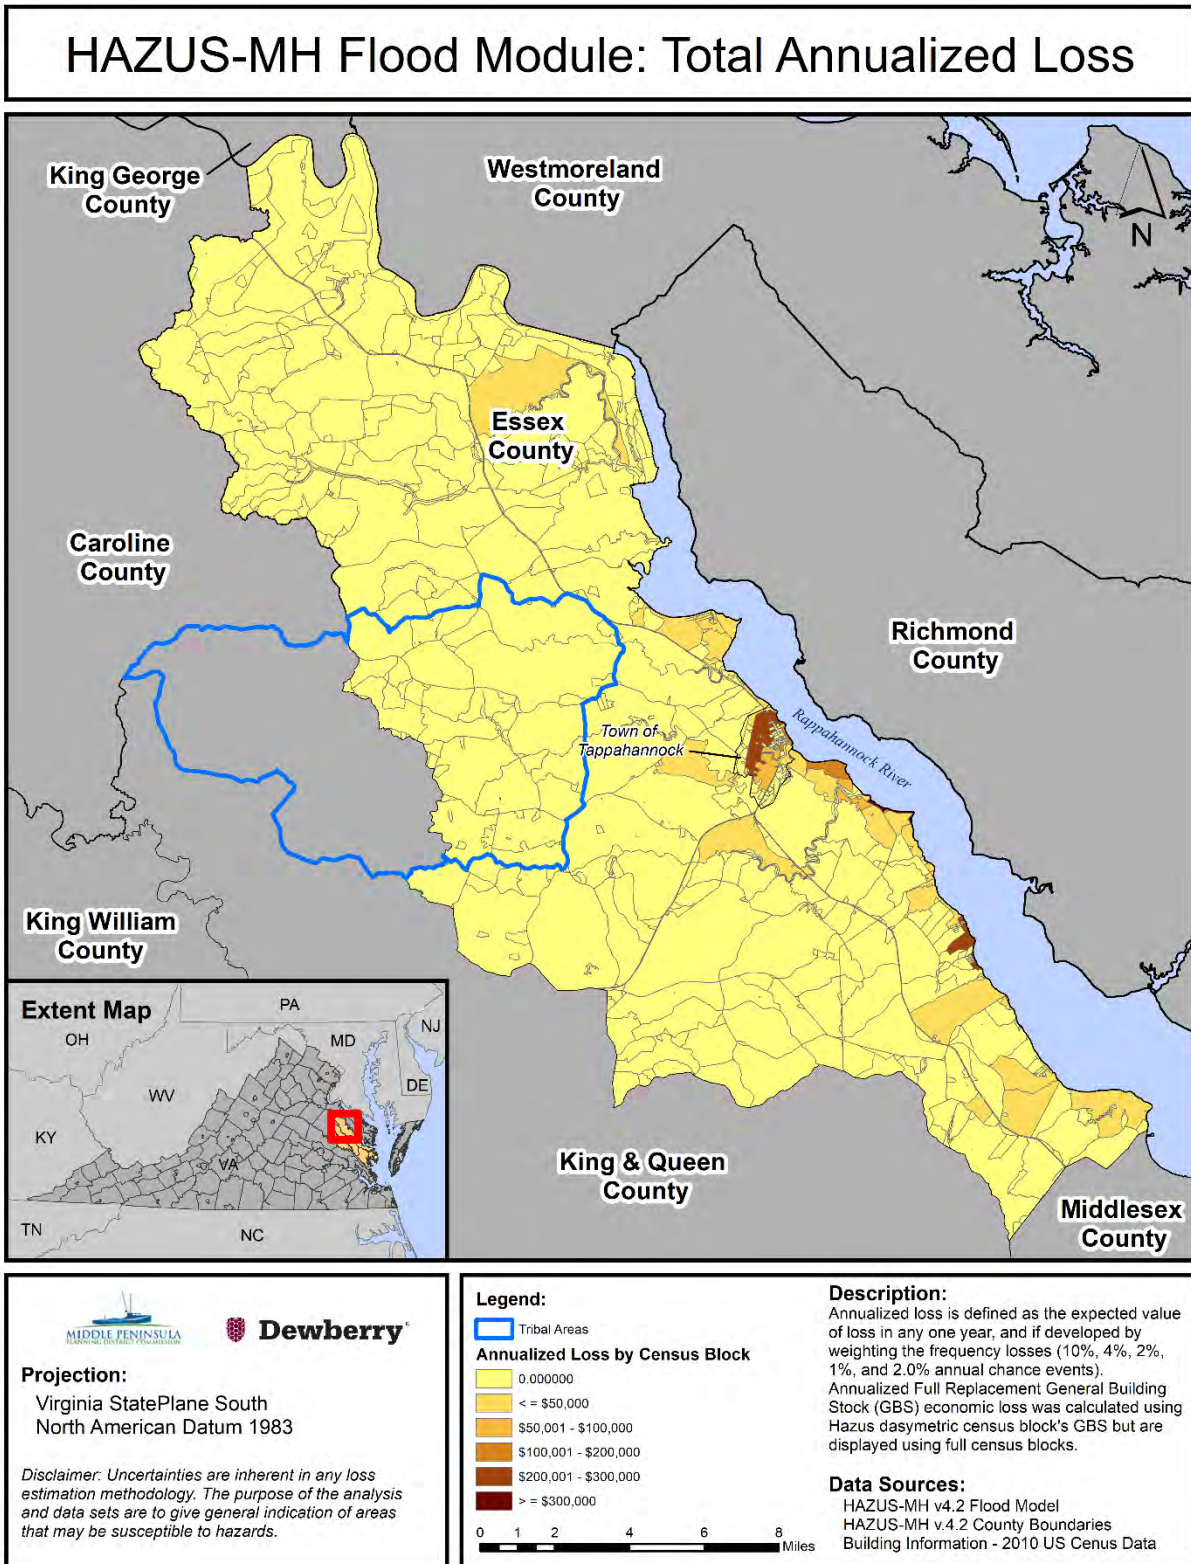 HAZUS-MH Flood Module: Total Annualized Loss
King George
County
Westmoreland
County
N
Essex
County
Caroline
County
Richmond
County
Town of
Tappahannock
Rappahannock River
King William
County
King & Queen
County
Middlesex
County
Extent Map
PA
OH
NJ
MD
DE
WV
KY
VA
TN
NC
MIDDLE PENINSULA
PLANNING DISTRICT COMMISSION
Dewberry
Projection:
Virginia StatePlane South
North American Datum 1983
Disclaimer: Uncertainties are inherent in any loss
estimation methodology. The purpose of the analysis
and data sets are to give general indication of areas
that may be susceptible to hazards.
Legend:
Tribal Areas
Annualized Loss by Census Block
0.000000
< = $50,000
$50,001 - $100,000
$100,001 - $200,000
$200,001 - $300,000
> = $300,000
0 1 2 4 6 8
Miles
Description:
Annualized loss is defined as the expected value
of loss in any one year, and if developed by
weighting the frequency losses (10%, 4%, 2%,
1%, and 2.0% annual chance events).
Annualized Full Replacement General Building
Stock (GBS) economic loss was calculated using
Hazus dasymetric census block's GBS but are
displayed using full census blocks.
Data Sources:
HAZUS-MH v4.2 Flood Model
HAZUS-MH v.4.2 County Boundaries
Building Information - 2010 US Cenus Data